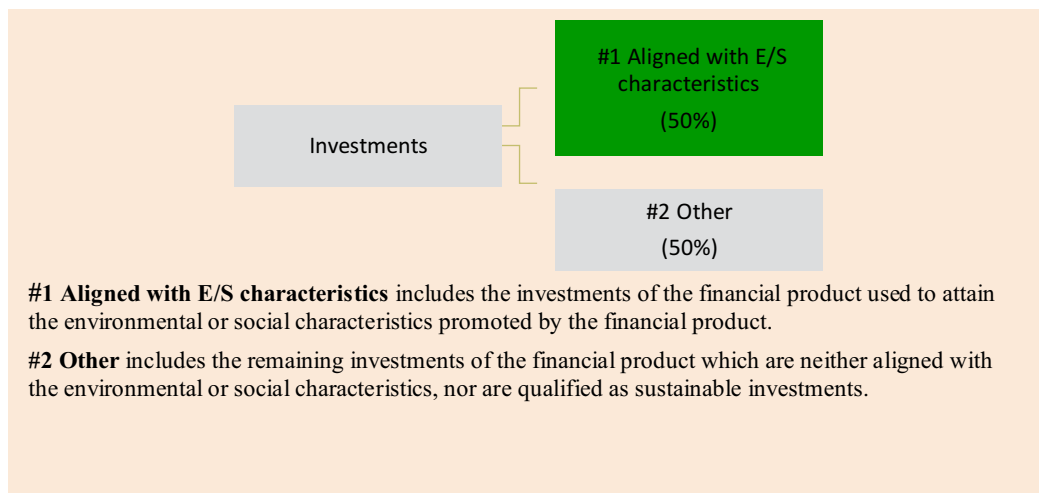 #1 Aligned with E/S
characteristics
(50%)
Investments
#2 Other
(50%)
#1 Aligned with E/S characteristics includes the investments of the financial product used to attain
the environmental or social characteristics promoted by the financial product.
#2 Other includes the remaining investments of the financial product which are neither aligned with
the environmental or social characteristics, nor are qualified as sustainable investments.